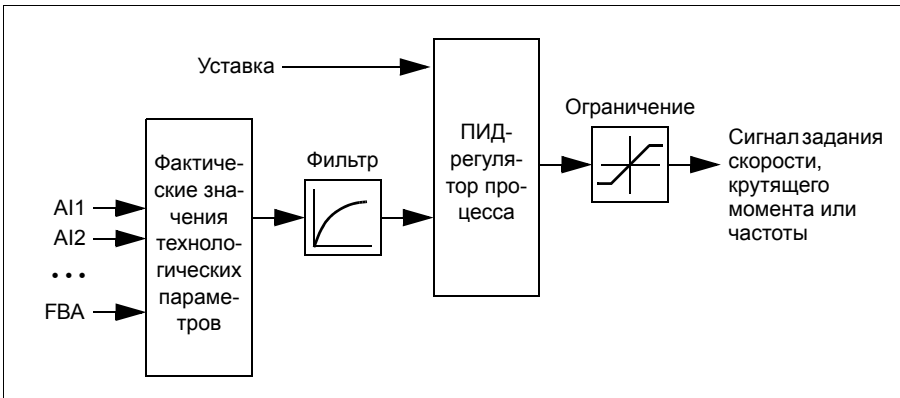 Уставка
AI1
AI2
...
FBA
Фактиче-
ские зна-
чения
техноло-
гических
параме-
тров
Фильтр
ПИД-
регуля-
тор про-
цесса
Ограничение
Сигнал задания
скорости,
крутящего
момента или
частоты